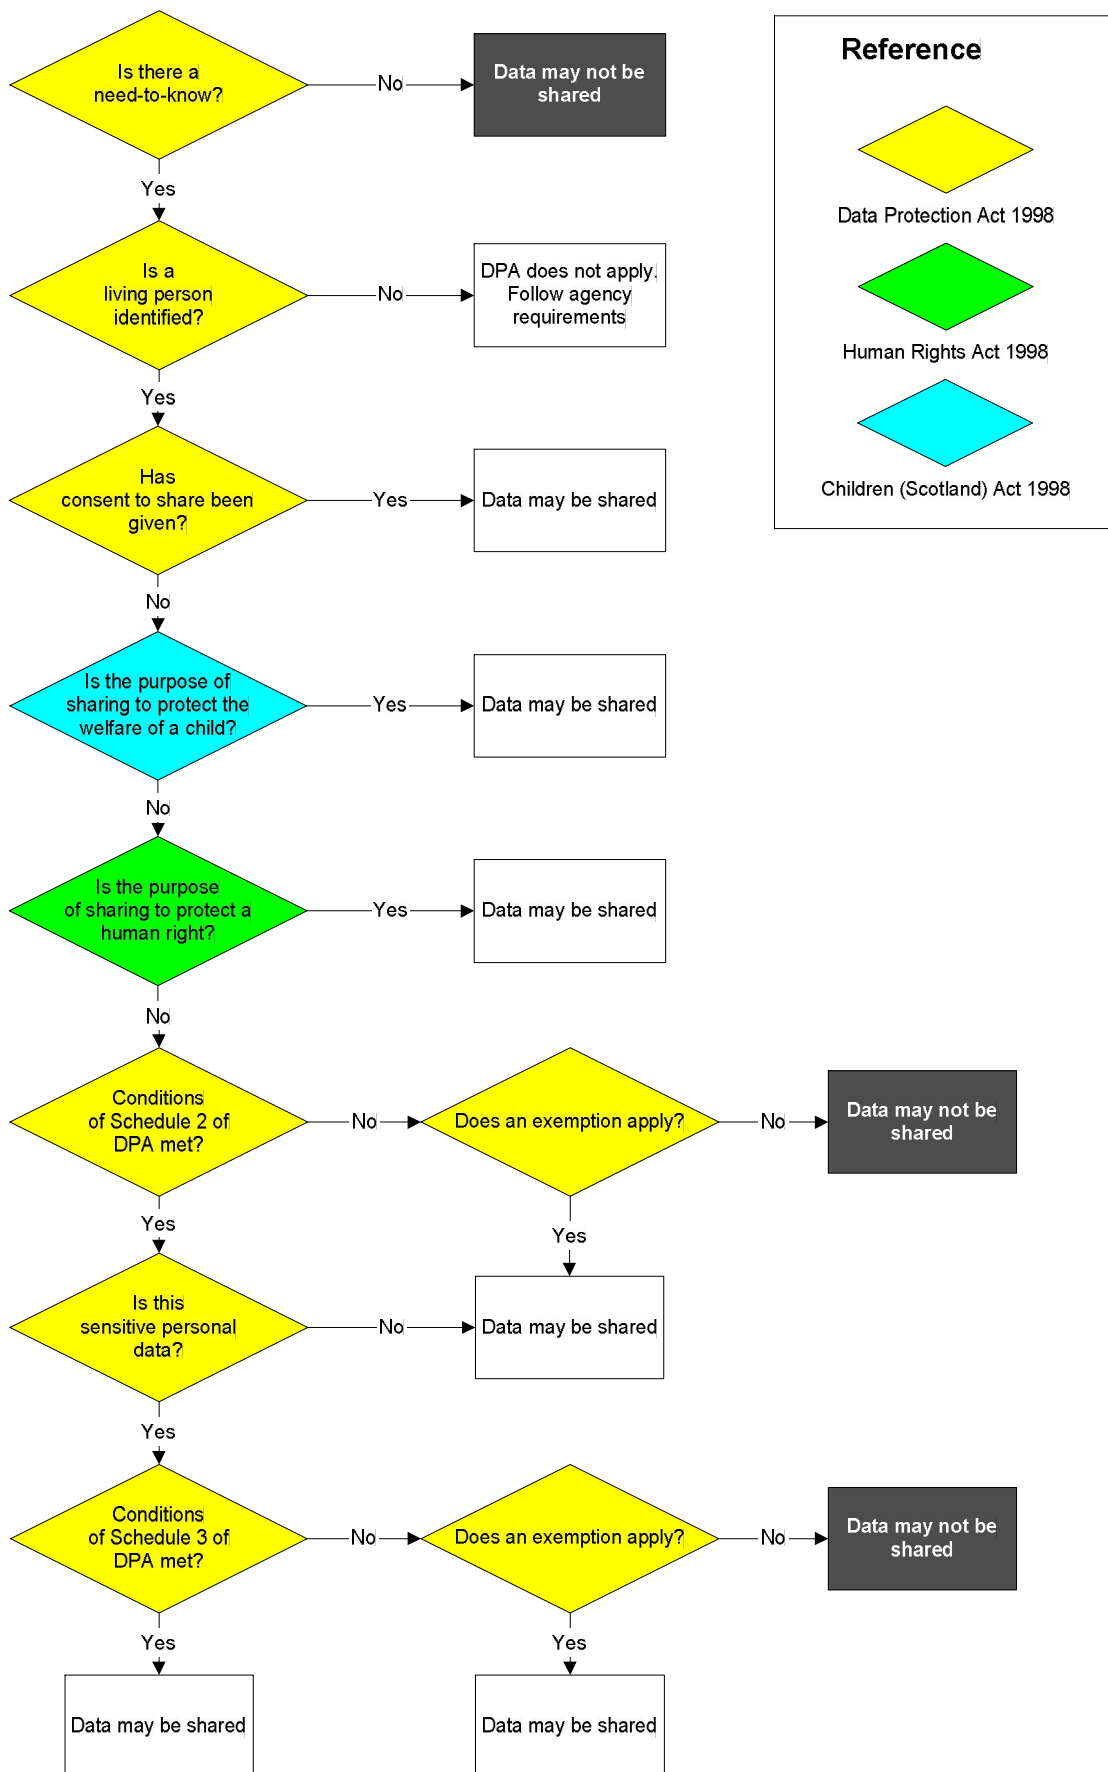 Reference
Is there a
need-to-know?
No
Data may not be
shared
Data Protection Act 1998
Yes
Is a
living person
identified?
No
DPA does not apply.
Follow agency
requirements
Human Rights Act 1998
Yes
Has
consent to share been
given?
Yes
Data may be shared
Children (Scotland) Act 1998
No
Is the purpose of
sharing to protect the
welfare of a child?
Yes
Data may be shared
No
Is the purpose
of sharing to protect a
human right?
Yes
Data may be shared
No
Conditions
of Schedule 2 of
DPA met?
No
Does an exemption apply?
No
Data may not be
shared
Yes
Yes
Is this
sensitive personal
data?
No
Data may be shared
Yes
Conditions
of Schedule 3 of
DPA met?
No
Does an exemption apply?
No
Data may not be
shared
Yes
Yes
Data may be shared
Data may be shared